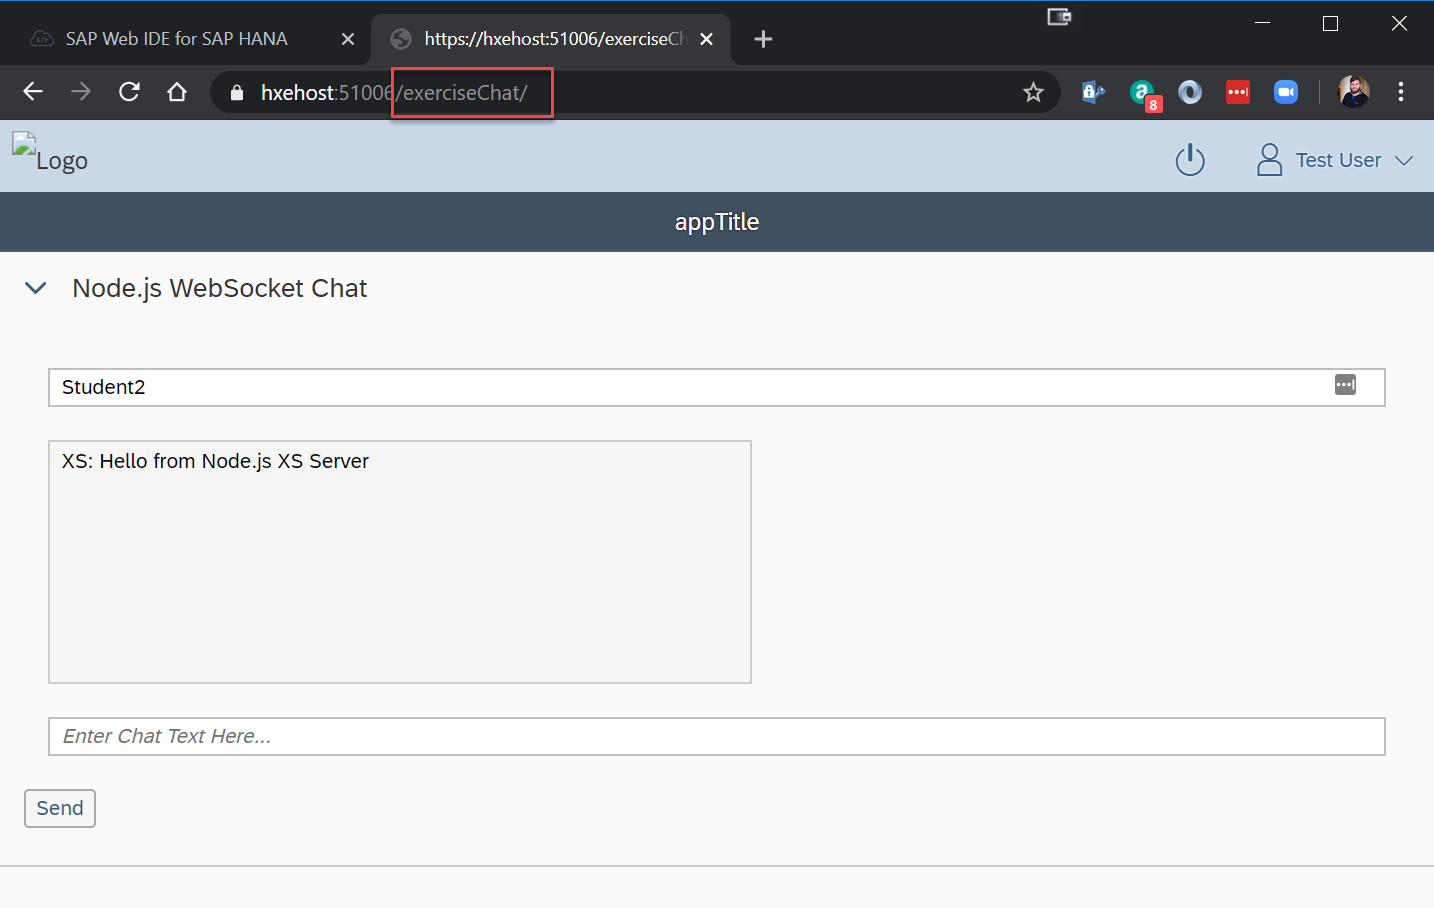 SAP Web IDE for SAP HANA
https://hxehost:51006/exerciseCh
hxehost:51006/exerciseChat/
8
Logo
Test User
appTitle
Node.js WebSocket Chat
Student2
XS: Hello from Node.js XS Server
Enter Chat Text Here...
Send